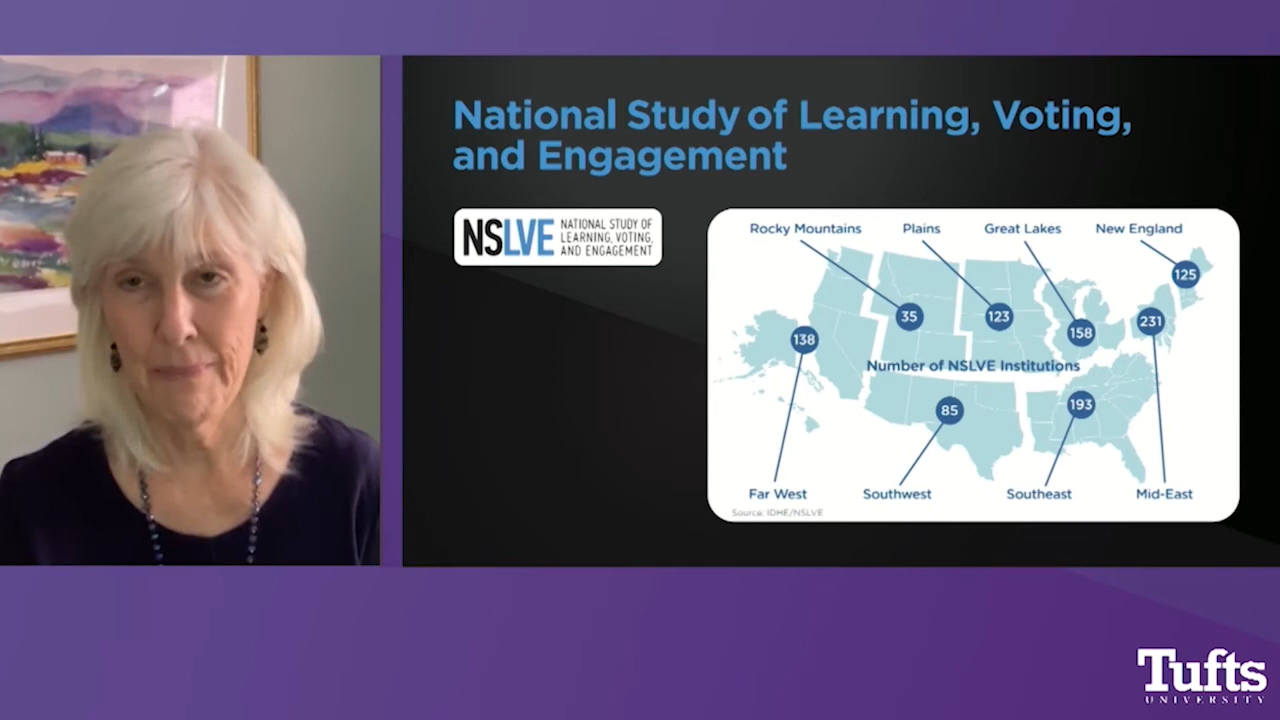 National Study of Learning, Voting,
and Engagement
NSLVE
NATIONAL STUDY OF
LEARNING, VOTING,
AND ENGAGEMENT
Rocky Mountains
Plains
Great Lakes
New England
125
35
123
158
231
138
Number of NSLVE Institutions
85
193
Far West
Southwest
Southeast
Mid-East
Source: IDHE/NSLVE
Tufts
UNIVERSITY